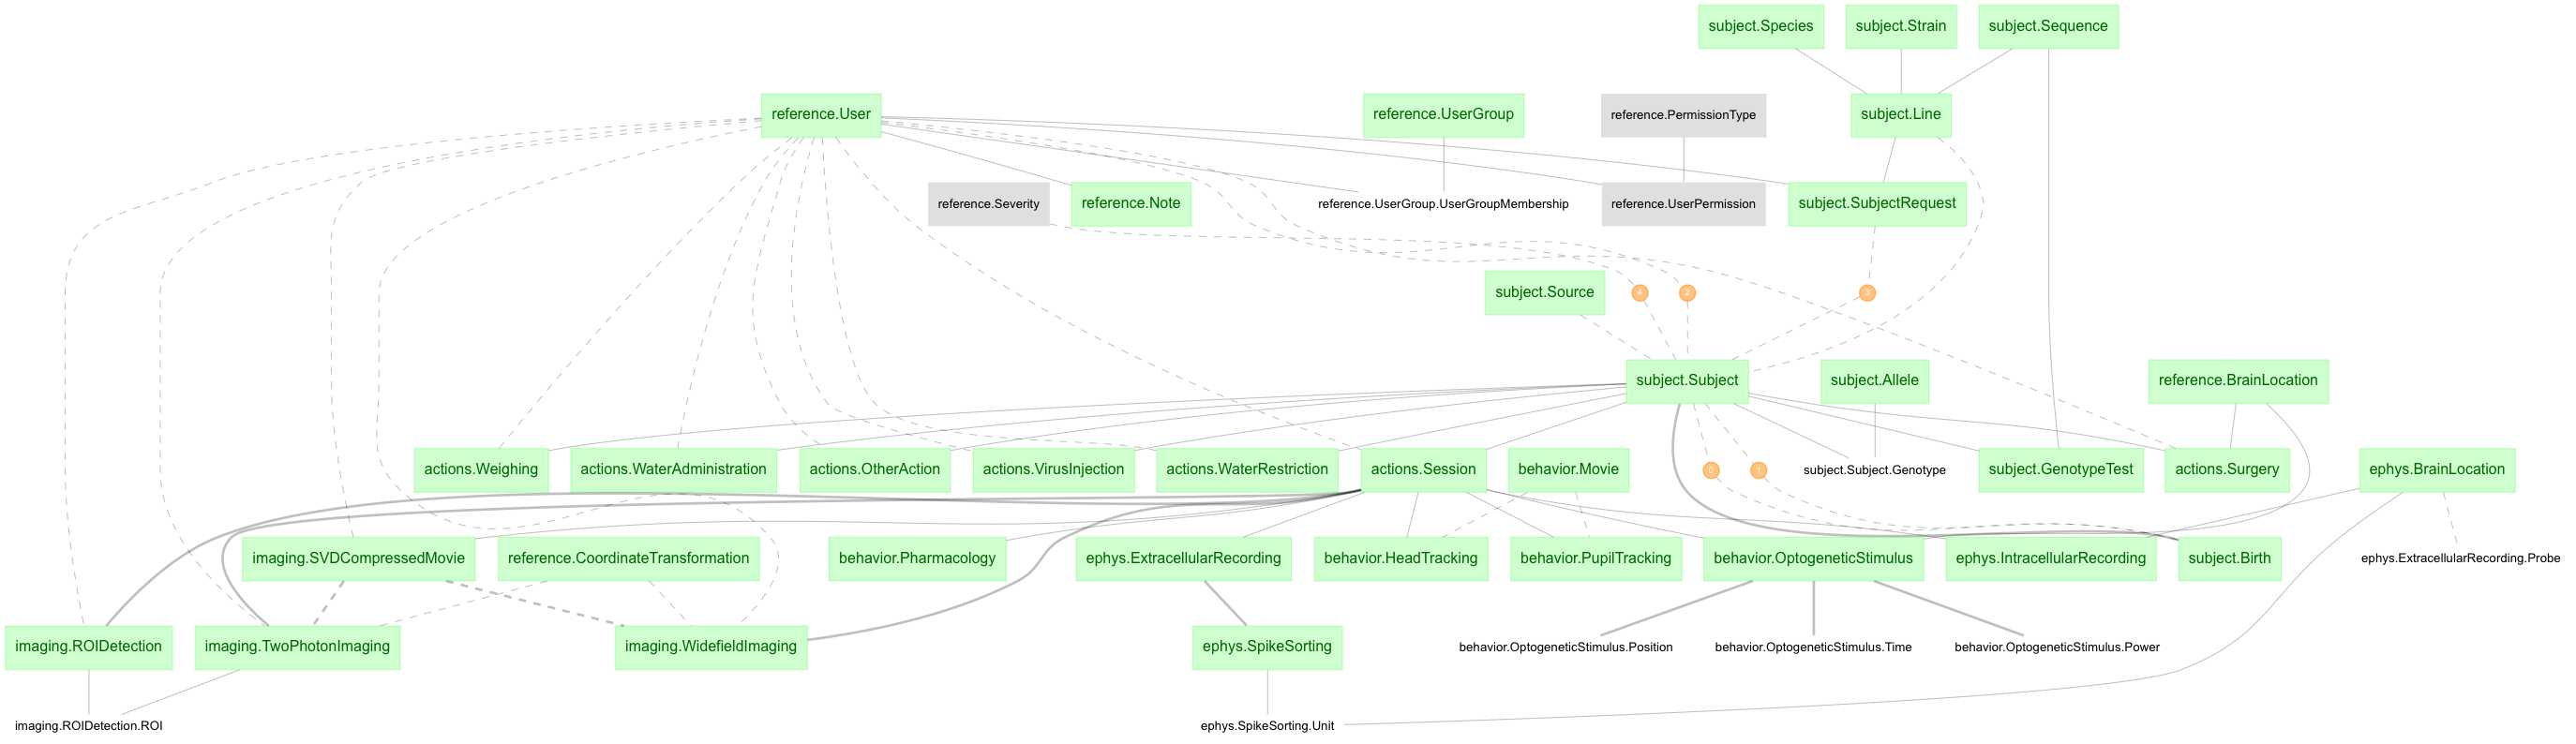 subject.Species
subject.Strain
subject.Sequence
reference.User
reference.UserGroup
reference.PermissionType
subject.Line
reference.Severity
reference.Note
reference.UserGroup.UserGroupMembership
reference.UserPermission
subject.SubjectRequest
subject.Source
4
2
3
subject.Subject
subject.Allele
reference.BrainLocation
actions.Weighing
actions.WaterAdministration
actions.OtherAction
actions.VirusInjection
actions.WaterRestriction
actions.Session
behavior.Movie
0
1
subject.Subject.Genotype
subject.GenotypeTest
actions.Surgery
ephys.BrainLocation
imaging.SVDCompressedMovie
reference.CoordinateTransformation
behavior.Pharmacology
ephys.ExtracellularRecording
behavior.HeadTracking
behavior.PupilTracking
behavior.OptogeneticStimulus
ephys.IntracellularRecording
subject.Birth
ephys.ExtracellularRecording.Probe
imaging.ROIDetection
imaging.TwoPhotonImaging
imaging.WidefieldImaging
ephys.SpikeSorting
behavior.OptogeneticStimulus.Position
behavior.OptogeneticStimulus.Time
behavior.OptogeneticStimulus.Power
imaging.ROIDetection.ROI
ephys.SpikeSorting.Unit